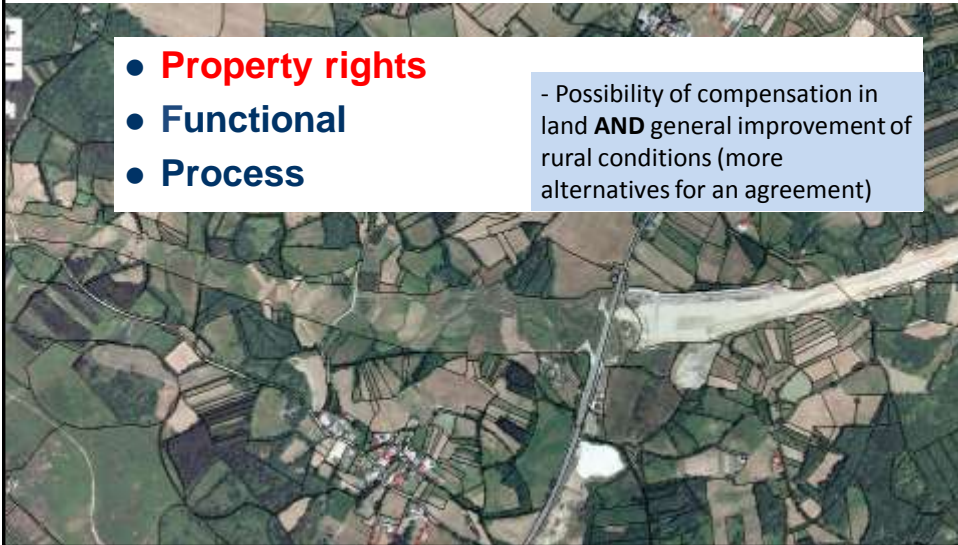 ● Property rights
● Functional
● Process
- Possibility of compensation in
land AND general improvement of
rural conditions (more
alternatives for an agreement)